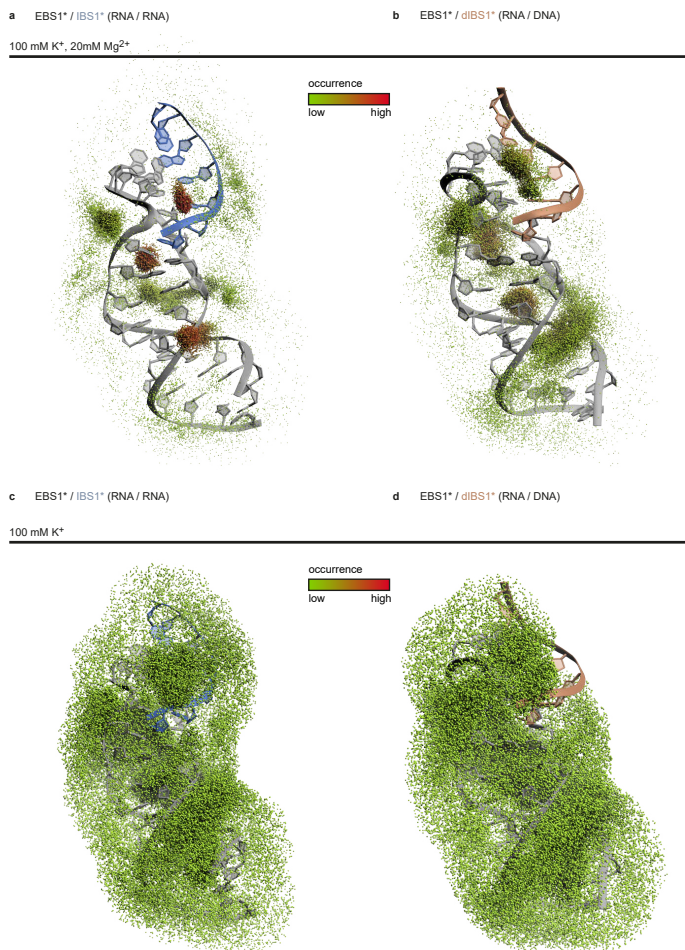 a EBS1* / IBS1* (RNA / RNA)
b EBS1* / dIBS1* (RNA / DNA)
100 mM K⁺, 20mM Mg²⁺
occurrence
low high
c EBS1* / IBS1* (RNA / RNA)
d EBS1* / dIBS1* (RNA / DNA)
100 mM K⁺
occurrence
low high